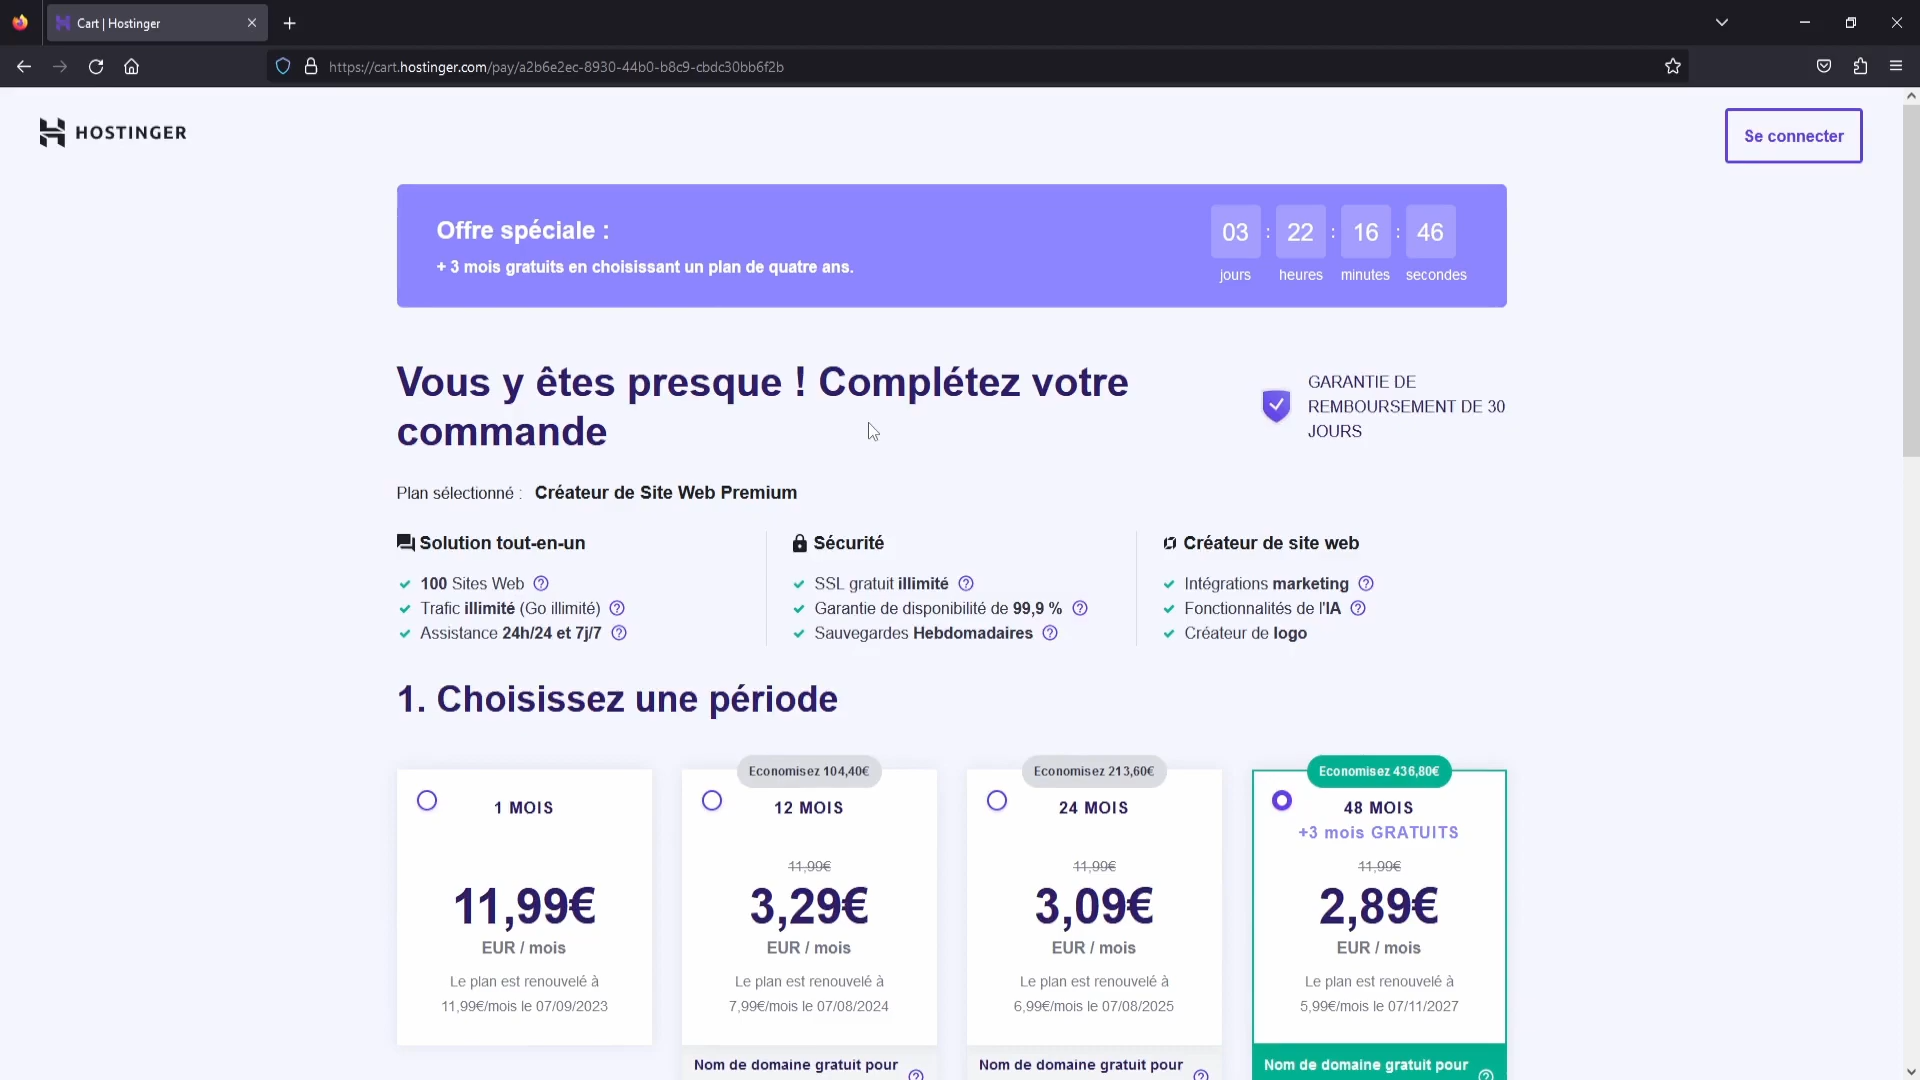 Cart | Hostinger
https://cart.hostinger.com/pay/a2b6e2ec-8930-44b0-b8c9-cbdc30bb6f2b
HOSTINGER
Se connecter
Offre spéciale :
+ 3 mois gratuits en choisissant un plan de quatre ans.
03 : 22 : 16 : 46
jours heures minutes secondes
Vous y êtes presque ! Complétez votre
commande
GARANTIE DE
REMBOURSEMENT DE 30
JOURS
Plan sélectionné : Créateur de Site Web Premium
Solution tout-en-un
100 Sites Web
Trafic illimité (Go illimité)
Assistance 24h/24 et 7j/7
Sécurité
SSL gratuit illimité
Garantie de disponibilité de 99,9 %
Sauvegardes Hebdomadaires
Créateur de site web
Intégrations marketing
Fonctionnalités de l'IA
Créateur de logo
1. Choisissez une période
1 MOIS
11,99€
EUR / mois
Le plan est renouvelé à
11,99€/mois le 07/09/2023
Economisez 104,40€
12 MOIS
11,99€
3,29€
EUR / mois
Le plan est renouvelé à
7,99€/mois le 07/08/2024
Nom de domaine gratuit pour
Economisez 213,60€
24 MOIS
11,99€
3,09€
EUR / mois
Le plan est renouvelé à
6,99€/mois le 07/08/2025
Nom de domaine gratuit pour
Economisez 436,80€
48 MOIS
+3 mois GRATUITS
11,99€
2,89€
EUR / mois
Le plan est renouvelé à
5,99€/mois le 07/11/2027
Nom de domaine gratuit pour